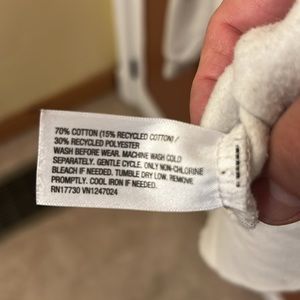 70% COTTON (15% RECYCLED COTTON) /
30% RECYCLED POLYESTER
WASH BEFORE WEAR. MACHINE WASH COLD
SEPARATELY. GENTLE CYCLE. ONLY NON-CHLORINE
BLEACH IF NEEDED. TUMBLE DRY LOW. REMOVE
PROMPTLY. COOL IRON IF NEEDED.
RN17730 VN1247024